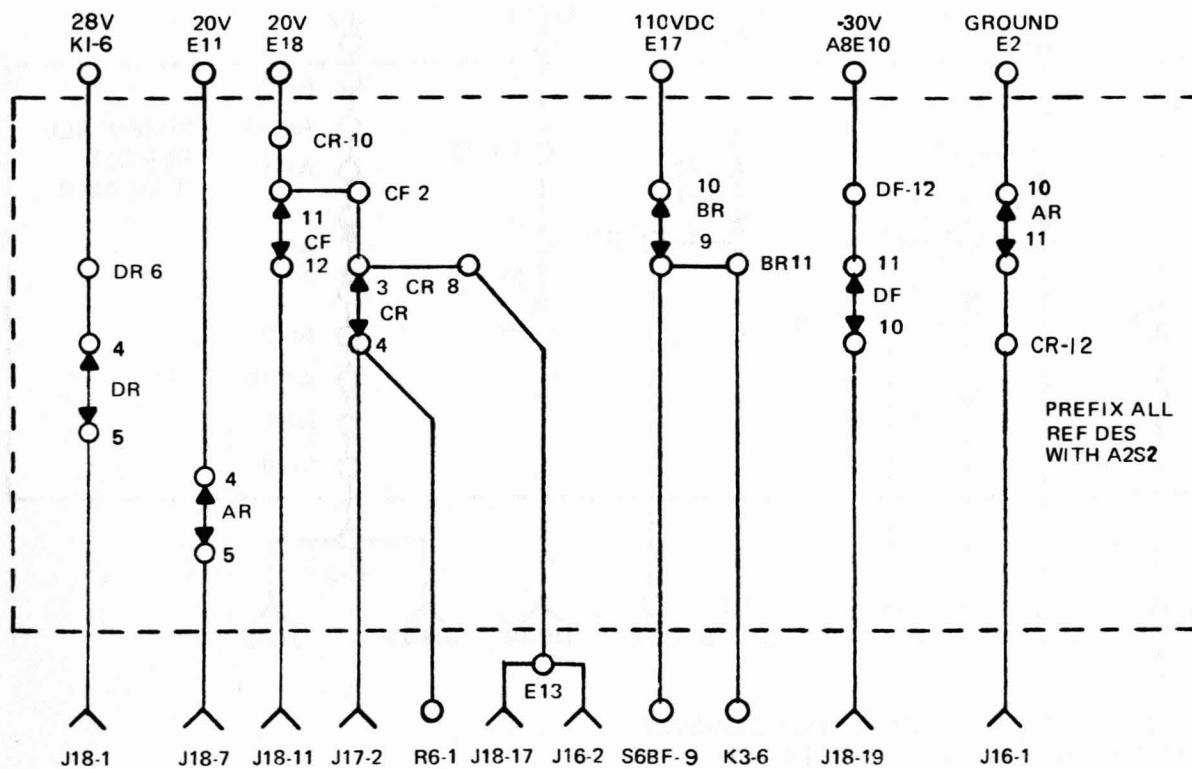 28V 20V 20V 110VDC -30V GROUND
KI-6 E11 E18 E17 A8E10 E2
CR-10
CF 2
10
BR
9
DF-12
10
AR
11
11
CF
12
DR 6
3 CR 8
CR
4
BR11
11
DF
10
4
DR
5
CR-12
PREFIX ALL
REF DES
WITH A2S2
4
AR
5
E13
J18-1 J18-7 J18-11 J17-2 R6-1 J18-17 J16-2 S6BF-9 K3-6 J18-19 J16-1